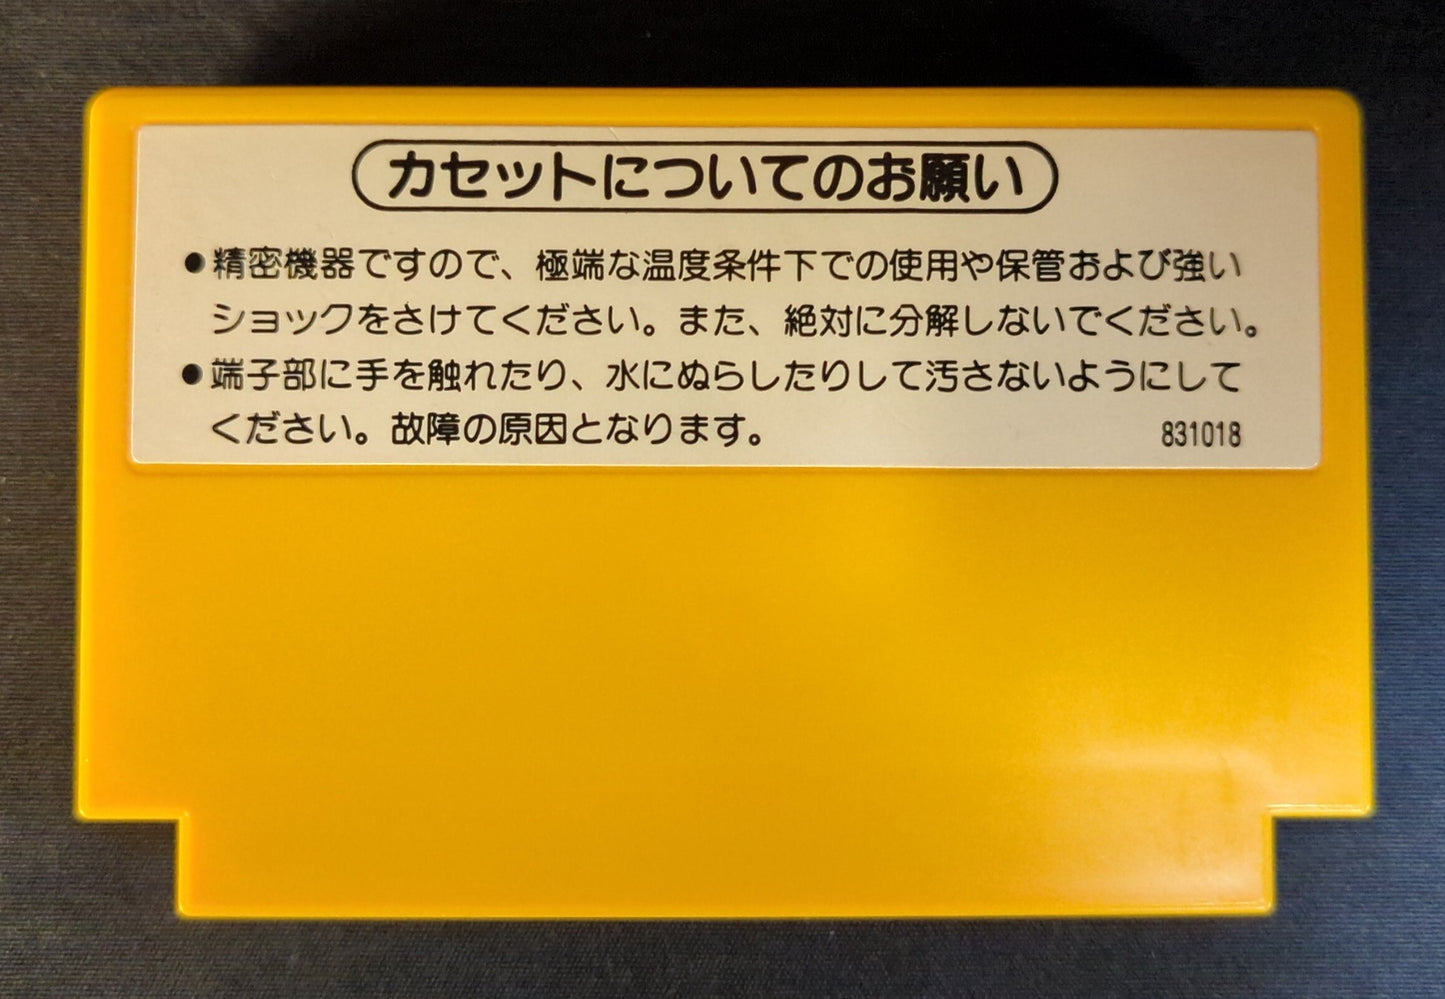 カセットについてのお願い
●精密機器ですので、極端な温度条件下での使用や保管および強い
ショックをさけてください。また、絶対に分解しないでください。
●端子部に手を触れたり、水にぬらしたりして汚さないようにして
ください。故障の原因となります。
831018